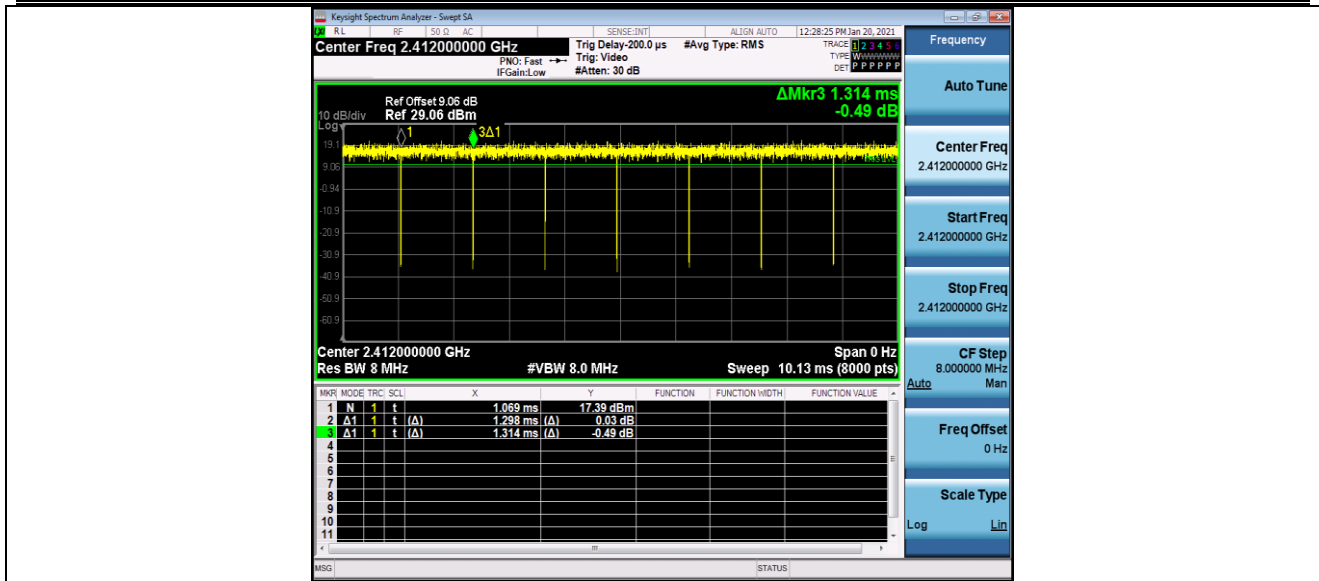 Keysight Spectrum Analyzer - Swept SA
RL RF 50 Ω AC SENSE:INT ALIGN AUTO 12:28:25 PM Jan 20, 2021
Center Freq 2.412000000 GHz Trig Delay-200.0 µs #Avg Type: RMS TRACE 1 2 3 4 5 6
PNO: Fast Trig: Video TYPE WWWWWW
IFGain:Low #Atten: 30 dB DET P P P P P P
ΔMkr3 1.314 ms
Ref Offset 9.06 dB
10 dB/div Ref 29.06 dBm -0.49 dB
Log
1 3Δ1
19.1
9.06
-0.94
-10.9
-20.9
-30.9
-40.9
-50.9
-60.9
Center 2.412000000 GHz Span 0 Hz
Res BW 8 MHz #VBW 8.0 MHz Sweep 10.13 ms (8000 pts)
MKR MODE TRC SCL X Y FUNCTION FUNCTION WIDTH FUNCTION VALUE
1 N 1 t 1.069 ms 17.39 dBm
2 Δ1 1 t (Δ) 1.298 ms (Δ) 0.03 dB
3 Δ1 1 t (Δ) 1.314 ms (Δ) -0.49 dB
4
5
6
7
8
9
10
11
MSG STATUS
Frequency
Auto Tune
Center Freq
2.412000000 GHz
Start Freq
2.412000000 GHz
Stop Freq
2.412000000 GHz
CF Step
8.000000 MHz
Auto Man
Freq Offset
0 Hz
Scale Type
Log Lin